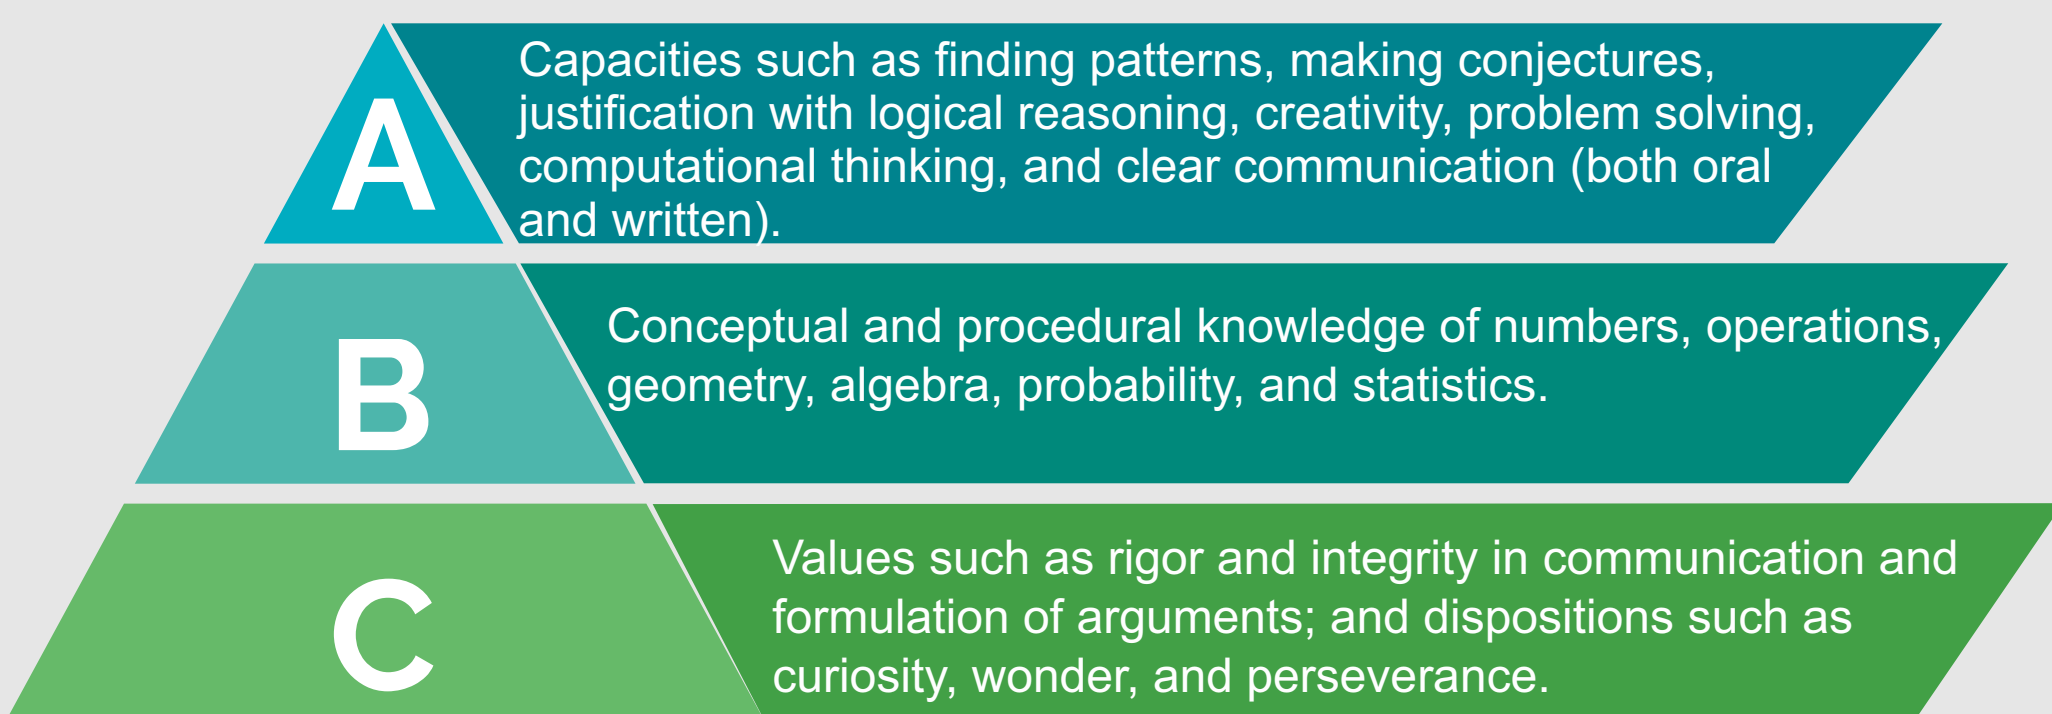 A
Capacities such as finding patterns, making conjectures,
justification with logical reasoning, creativity, problem solving,
computational thinking, and clear communication (both oral
and written).
B
Conceptual and procedural knowledge of numbers, operations,
geometry, algebra, probability, and statistics.
C
Values such as rigor and integrity in communication and
formulation of arguments; and dispositions such as
curiosity, wonder, and perseverance.